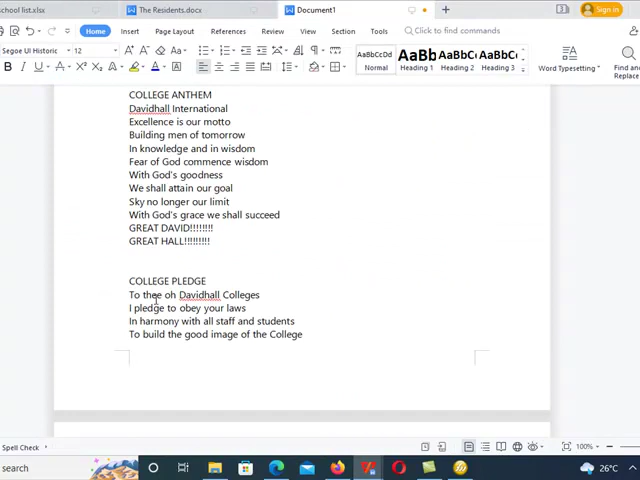 school list.xlsx The Residents.docx Document1 3 Sign in
Home Insert Page Layout References Review View Section Tools Click to find commands
Segoe UI Historic 12 AaBbCcDd AaBb AaBbC AaBbCc
B I U A X² A A Normal Heading 1 Heading 2 Heading 3 Word Typesetting Find and
Replace
COLLEGE ANTHEM
Davidhall International
Excellence is our motto
Building men of tomorrow
In knowledge and in wisdom
Fear of God commence wisdom
With God's goodness
We shall attain our goal
Sky no longer our limit
With God's grace we shall succeed
GREAT DAVID!!!!!!!!
GREAT HALL!!!!!!!!!
COLLEGE PLEDGE
To thee oh Davidhall Colleges
I pledge to obey your laws
In harmony with all staff and students
To build the good image of the College
Spell Check 100%
search 26°C